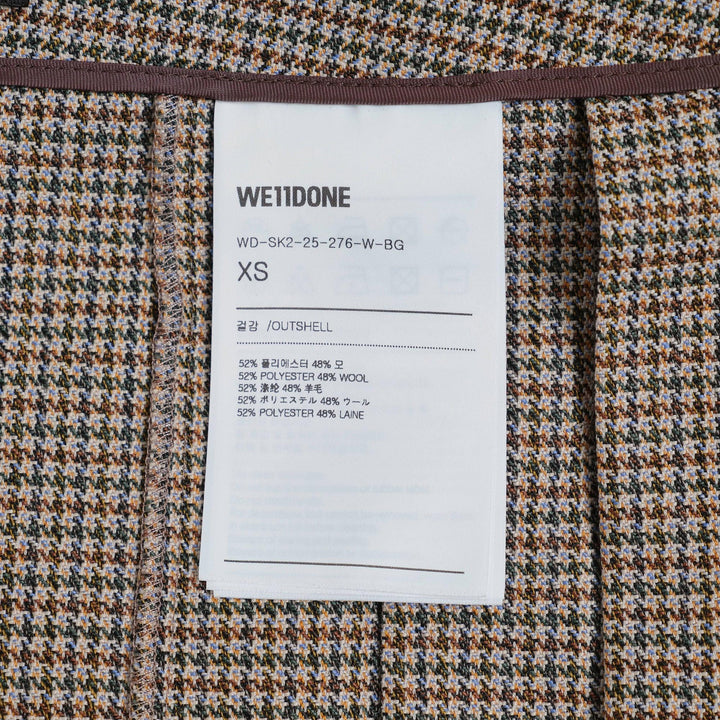 WE11DONE
WD-SK2-25-276-W-BG
XS
겉감 /OUTSHELL
52% 폴리에스터 48% 모
52% POLYESTER 48% WOOL
52% 涤纶 48% 羊毛
52% ポリエステル 48% ウール
52% POLYESTER 48% LAINE